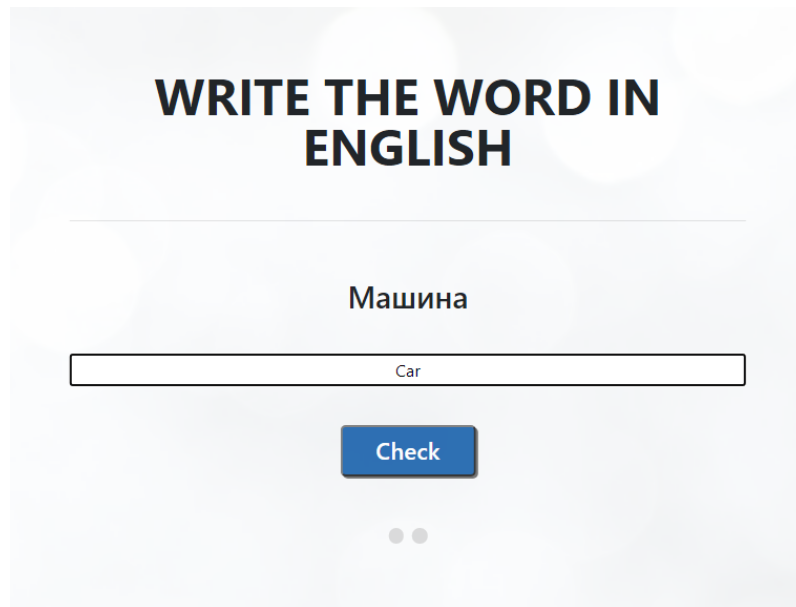 WRITE THE WORD IN
ENGLISH
Машина
Car
Check